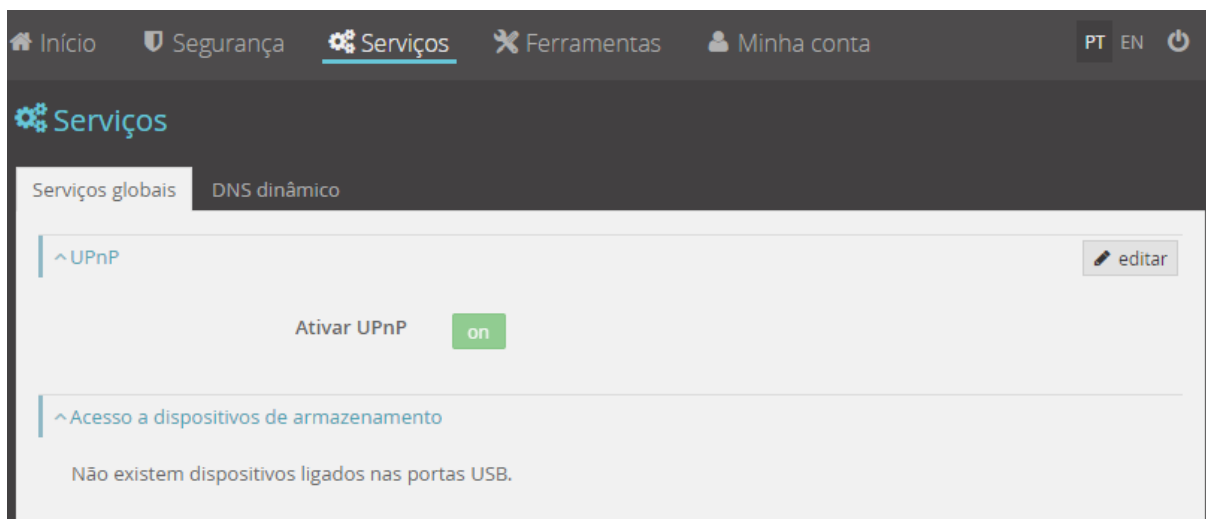 Início Segurança Serviços Ferramentas Minha conta PT EN
Serviços
Serviços globais DNS dinâmico
UPnP editar
Ativar UPnP on
Acesso a dispositivos de armazenamento
Não existem dispositivos ligados nas portas USB.